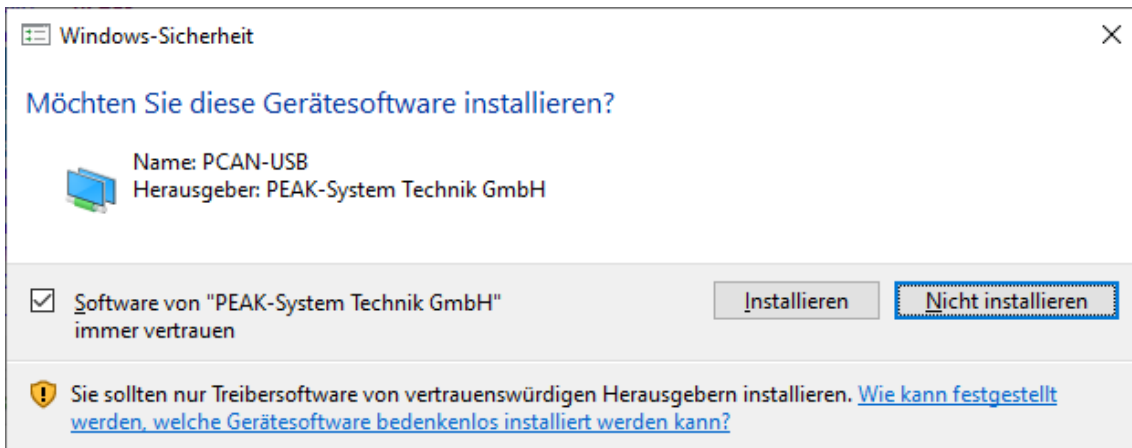 Windows-Sicherheit
Möchten Sie diese Gerätesoftware installieren?
Name: PCAN-USB
Herausgeber: PEAK-System Technik GmbH
Software von "PEAK-System Technik GmbH"
immer vertrauen
Installieren
Nicht installieren
Sie sollten nur Treibersoftware von vertrauenswürdigen Herausgebern installieren. Wie kann festgestellt
werden, welche Gerätesoftware bedenkenlos installiert werden kann?